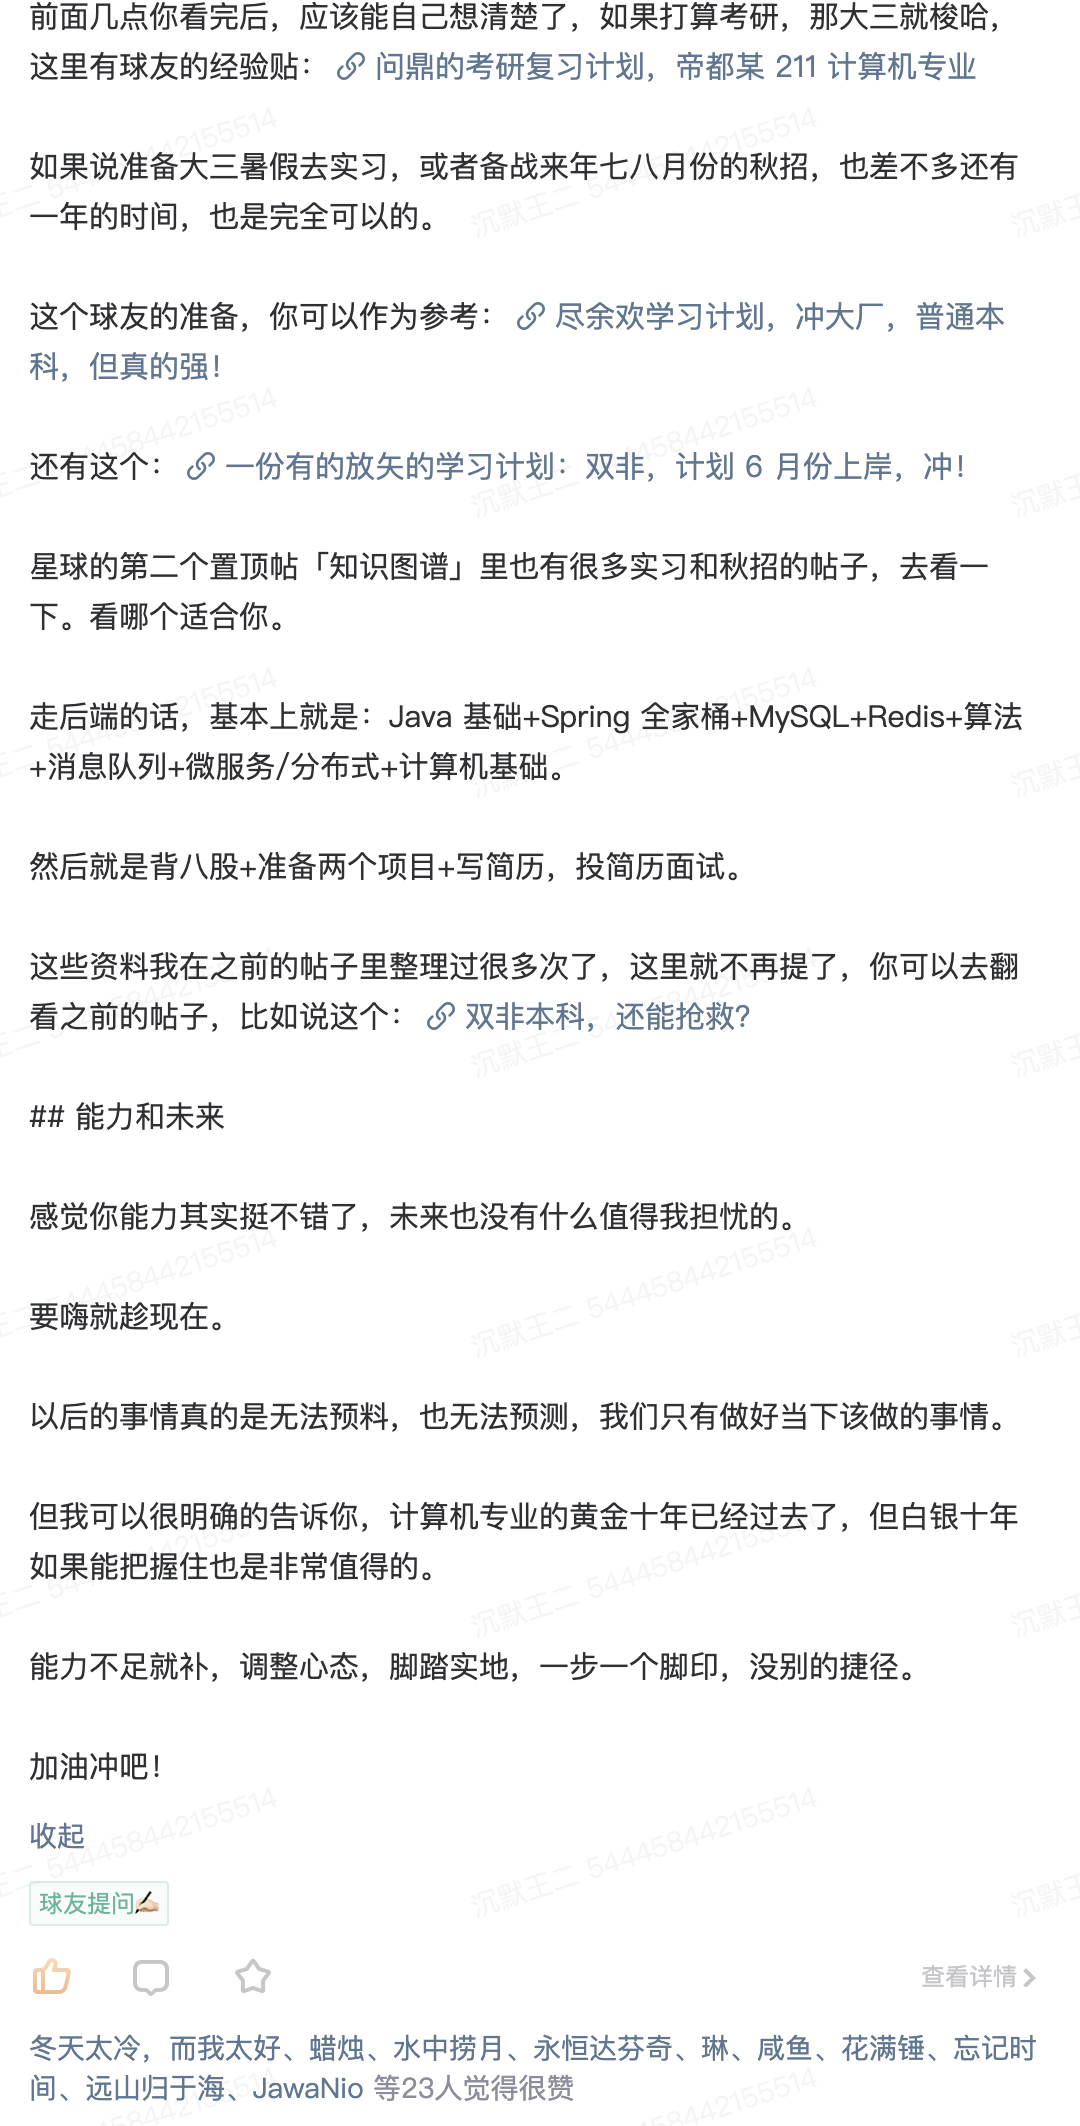 前面几点你看完后，应该能自己想清楚了，如果打算考研，那大三就梭哈，
这里有球友的经验贴： 问鼎的考研复习计划，帝都某 211 计算机专业
如果说准备大三暑假去实习，或者备战来年七八月份的秋招，也差不多还有
一年的时间，也是完全可以的。
这个球友的准备，你可以作为参考： 尽余欢学习计划，冲大厂，普通本
科，但真的强！
还有这个： 一份有的放矢的学习计划：双非，计划 6 月份上岸，冲！
星球的第二个置顶帖「知识图谱」里也有很多实习和秋招的帖子，去看一
下。看哪个适合你。
走后端的话，基本上就是：Java 基础+Spring 全家桶+MySQL+Redis+算法
+消息队列+微服务/分布式+计算机基础。
然后就是背八股+准备两个项目+写简历，投简历面试。
这些资料我在之前的帖子里整理过很多次了，这里就不再提了，你可以去翻
看之前的帖子，比如说这个： 双非本科，还能抢救?
## 能力和未来
感觉你能力其实挺不错了，未来也没有什么值得我担忧的。
要嗨就趁现在。
以后的事情真的是无法预料，也无法预测，我们只有做好当下该做的事情。
但我可以很明确的告诉你，计算机专业的黄金十年已经过去了，但白银十年
如果能把握住也是非常值得的。
能力不足就补，调整心态，脚踏实地，一步一个脚印，没别的捷径。
加油冲吧！
收起
球友提问✍🏻
查看详情
冬天太冷，而我太好、蜡烛、水中捞月、永恒达芬奇、琳、咸鱼、花满锤、忘记时
间、远山归于海、JawaNio 等23人觉得很赞
沉默王二 544458442155514